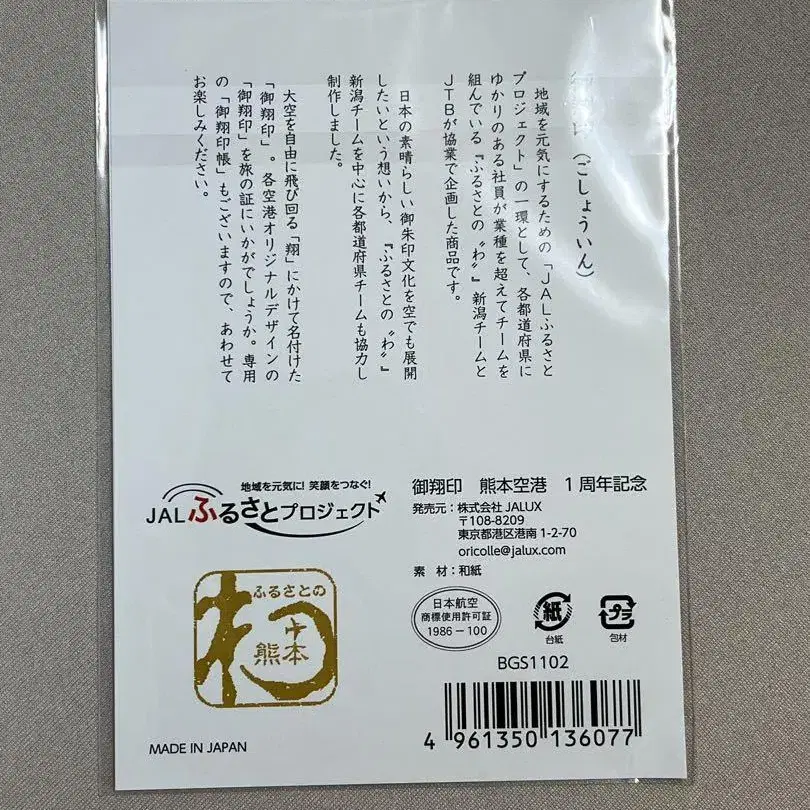 （ごしょういん）
地域を元気にするための「JALふるさと
プロジェクト」の一環として、各都道府県に
ゆかりのある社員が業種を超えてチームを
組んでいる『ふるさとの〝わ〟』新潟チームと
JTBが協業で企画した商品です。
日本の素晴らしい御朱印文化を空でも展開
したいという想いから、『ふるさとの〝わ〟』
新潟チームを中心に各都道府県チームも協力し
制作しました。
大空を自由に飛び回る「翔」にかけて名付けた
「御翔印」。各空港オリジナルデザインの
「御翔印」を旅の証にいかがでしょうか。専用
の「御翔印帳」もございますので、あわせて
お楽しみください。
地域を元気に! 笑顔をつなぐ!
JALふるさとプロジェクト
ふるさとの
わ
熊本
MADE IN JAPAN
御翔印 熊本空港 1周年記念
発売元：株式会社 JALUX
〒108-8209
東京都港区港南 1-2-70
oricolle@jalux.com
素 材：和紙
日本航空
商標使用許可証
1986－100
紙
台紙
プラ
包材
BGS1102
4 961350 136077